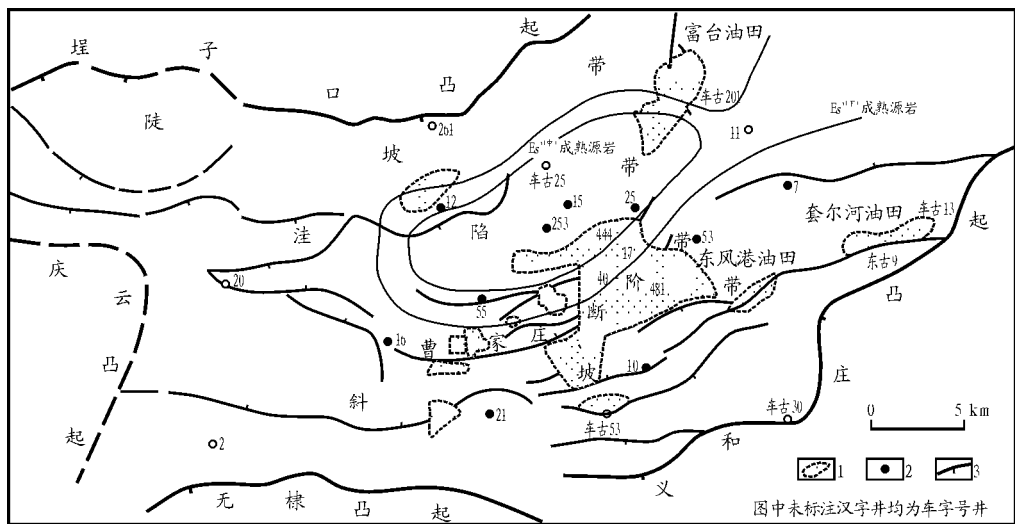 埕子口凸起
陡坡带
富台油田
车古201
261
11
Es成熟源岩
Es成熟源岩
车古25
12
15
25
7
253
洼陷带
套尔河油田
车古13
东古9
444
17
53
东风港油田
40
481
庆云凸起
20
55
断阶带
16
曹家庄
10
斜坡带
21
车古53
车古30
2
义和庄凸起
无棣凸起
0 5 km
1 2 3
图中未标注汉字井均为车字号井